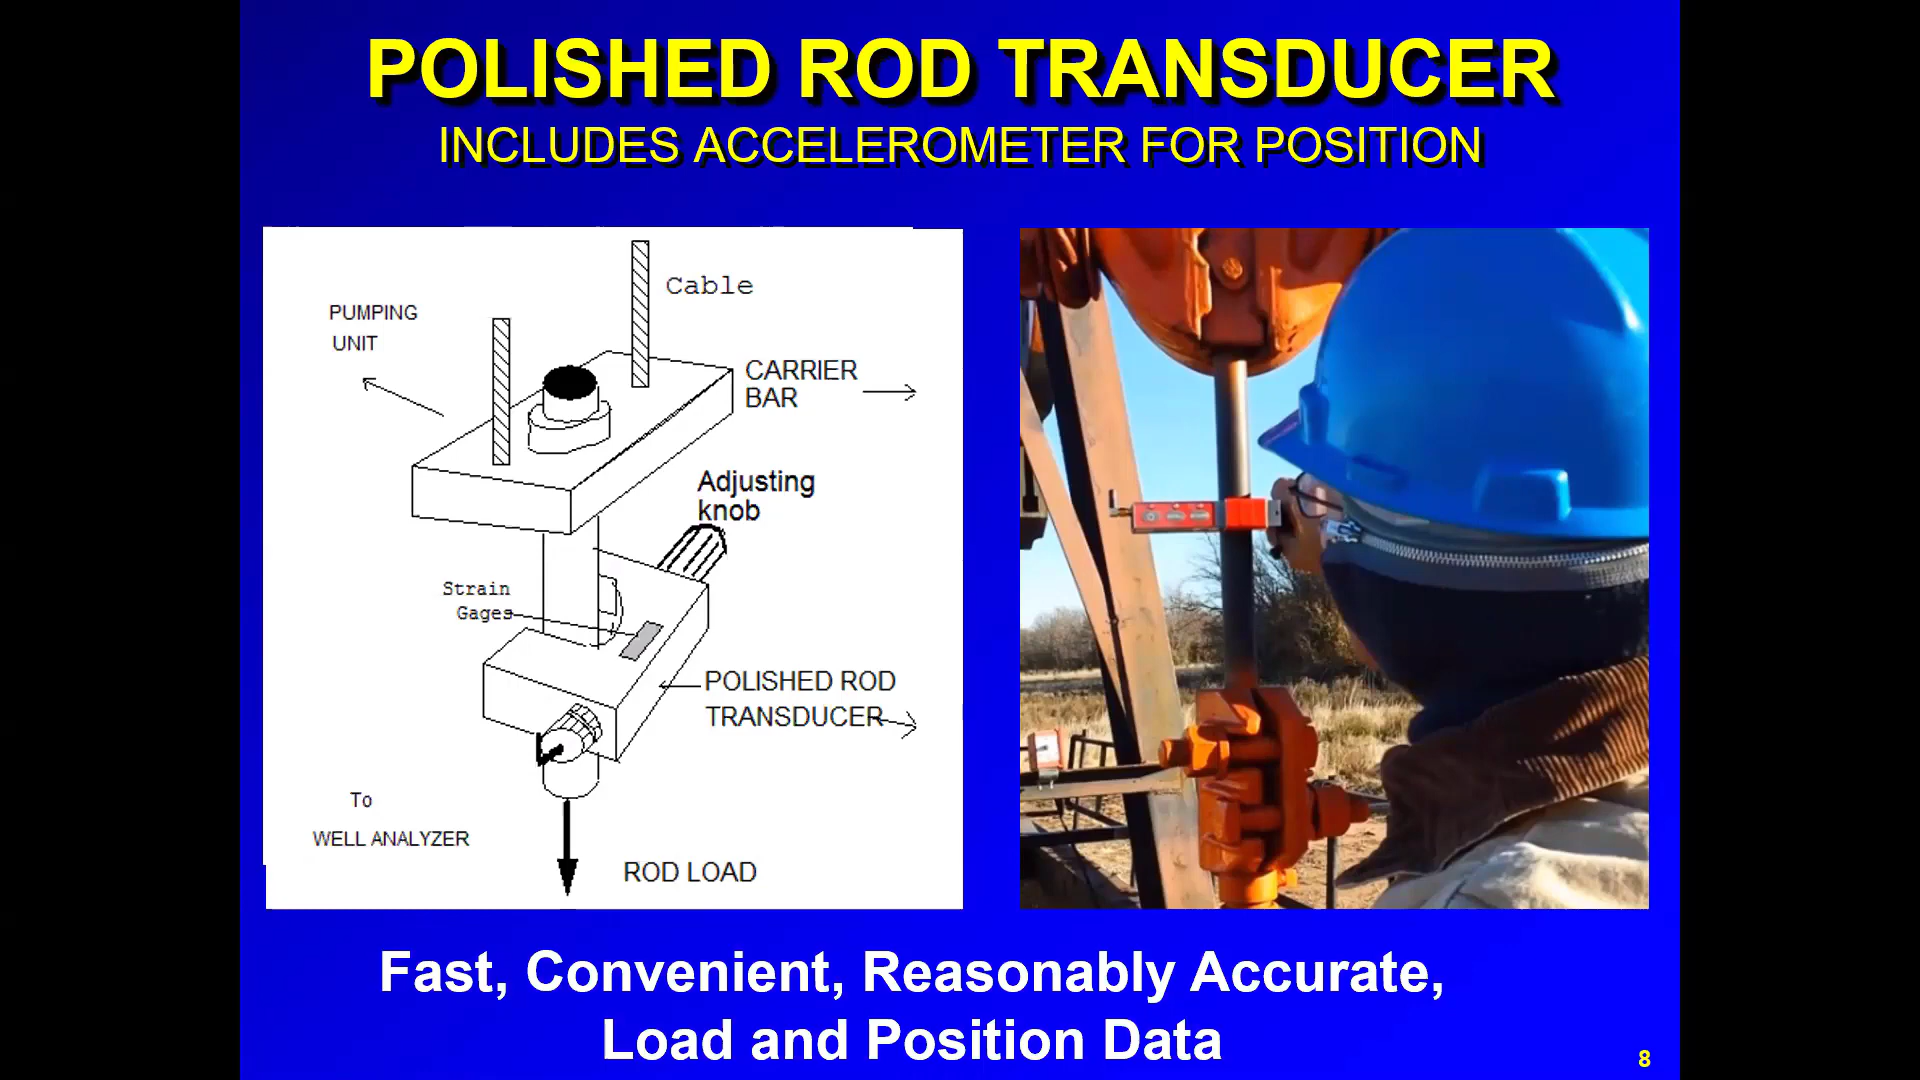 POLISHED ROD TRANSDUCER
INCLUDES ACCELEROMETER FOR POSITION
Cable
PUMPING
UNIT
CARRIER
BAR
Adjusting
knob
Strain
Gages
POLISHED ROD
TRANSDUCER
To
WELL ANALYZER
ROD LOAD
Fast, Convenient, Reasonably Accurate,
Load and Position Data
8